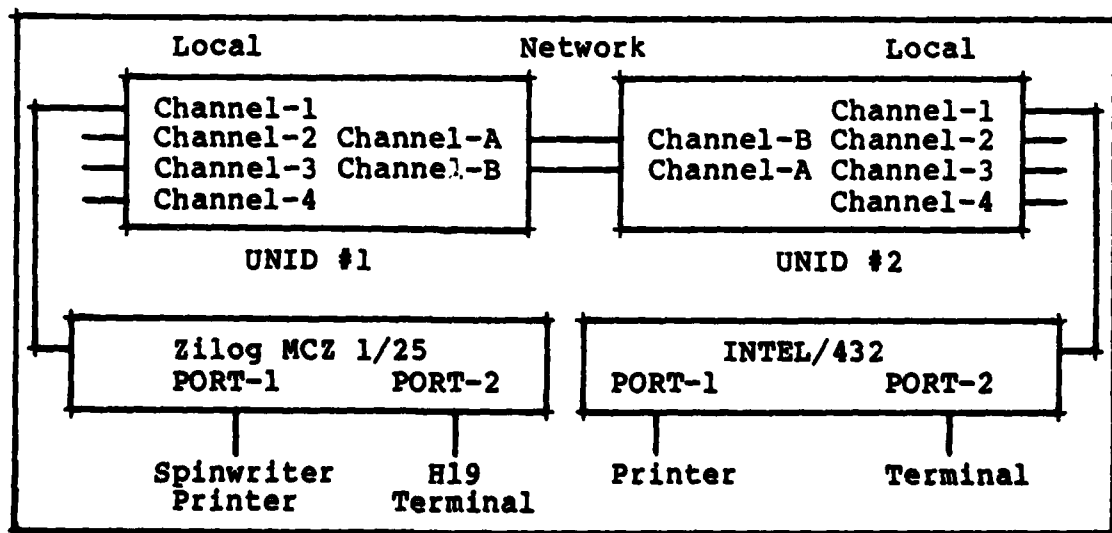 Local Network Local
Channel-1
Channel-2 Channel-A
Channel-3 Channel-B
Channel-4
UNID #1
Channel-1
Channel-B Channel-2
Channel-A Channel-3
Channel-4
UNID #2
Zilog MCZ 1/25
PORT-1 PORT-2
Spinwriter
Printer
H19
Terminal
INTEL/432
PORT-1 PORT-2
Printer
Terminal